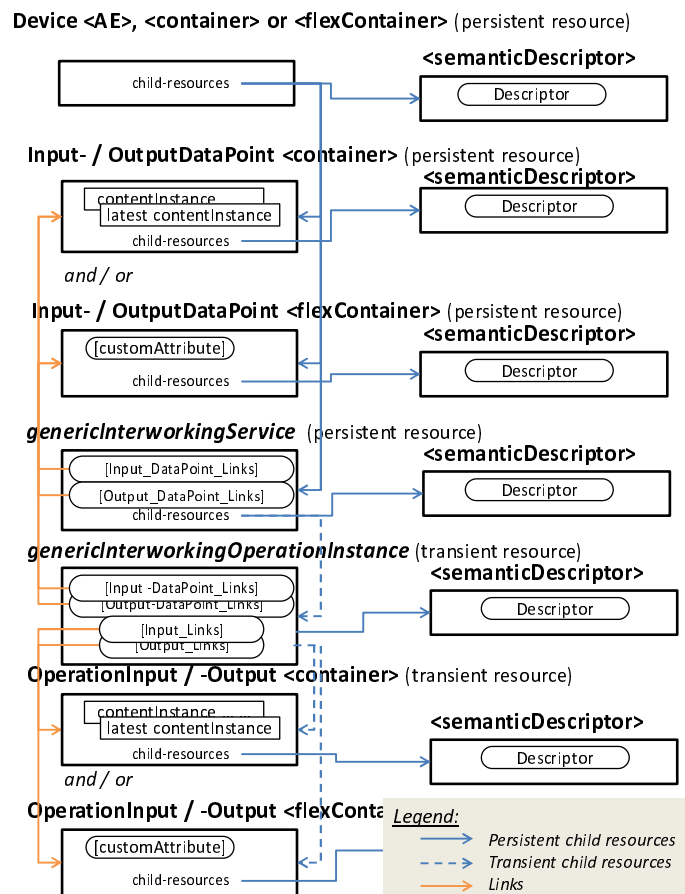 Device <AE>, <container> or <flexContainer> (persistent resource)
<semanticDescriptor>
child-resources
Descriptor
Input- / OutputDataPoint <container> (persistent resource)
<semanticDescriptor>
contentInstance
latest contentInstance
Descriptor
child-resources
and / or
Input- / OutputDataPoint <flexContainer> (persistent resource)
<semanticDescriptor>
[customAttribute]
Descriptor
child-resources
genericInterworkingService (persistent resource)
<semanticDescriptor>
[Input_DataPoint_Links]
[Output_DataPoint_Links]
Descriptor
child-resources
genericInterworkingOperationInstance (transient resource)
<semanticDescriptor>
[Input -DataPoint_Links]
[Output-DataPoint_Links]
Descriptor
[Input_Links]
[Output_Links]
OperationInput / -Output <container> (transient resource)
contentInstance ... ...
latest contentInstance
<semanticDescriptor>
child-resources
Descriptor
and / or
OperationInput / -Output <flexConta
Legend:
[customAttribute]
Persistent child resources
Transient child resources
child-resources
Links